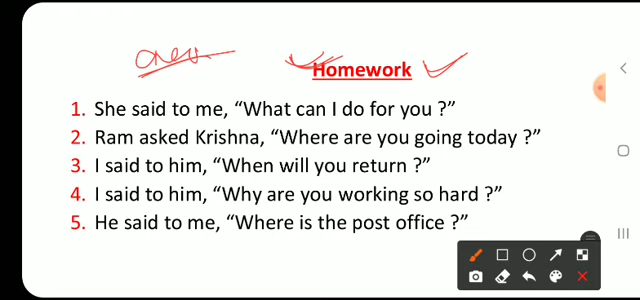 Homework
1. She said to me, “What can I do for you ?”
2. Ram asked Krishna, “Where are you going today ?”
3. I said to him, “When will you return ?”
4. I said to him, “Why are you working so hard ?”
5. He said to me, “Where is the post office ?”